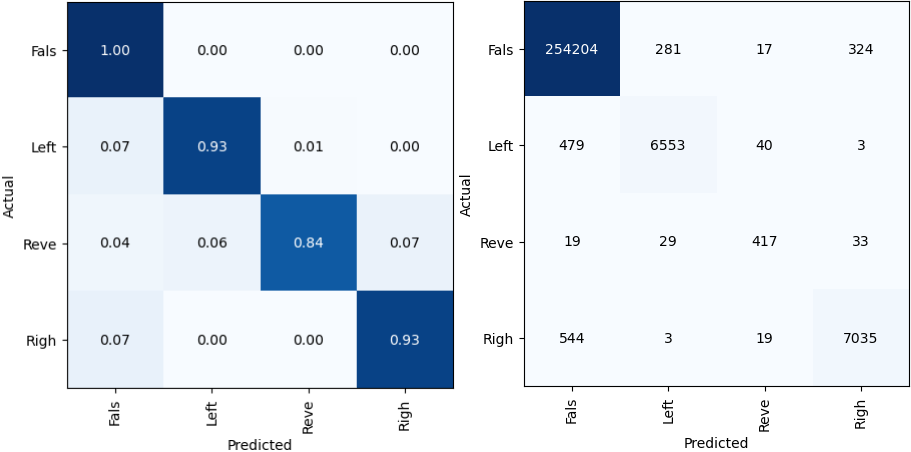 Fals 1.00 0.00 0.00 0.00
Left 0.07 0.93 0.01 0.00
Reve 0.04 0.06 0.84 0.07
Righ 0.07 0.00 0.00 0.93
Fals Left Reve Righ
Predicted
Actual
Fals 254204 281 17 324
Left 479 6553 40 3
Reve 19 29 417 33
Righ 544 3 19 7035
Fals Left Reve Righ
Predicted
Actual